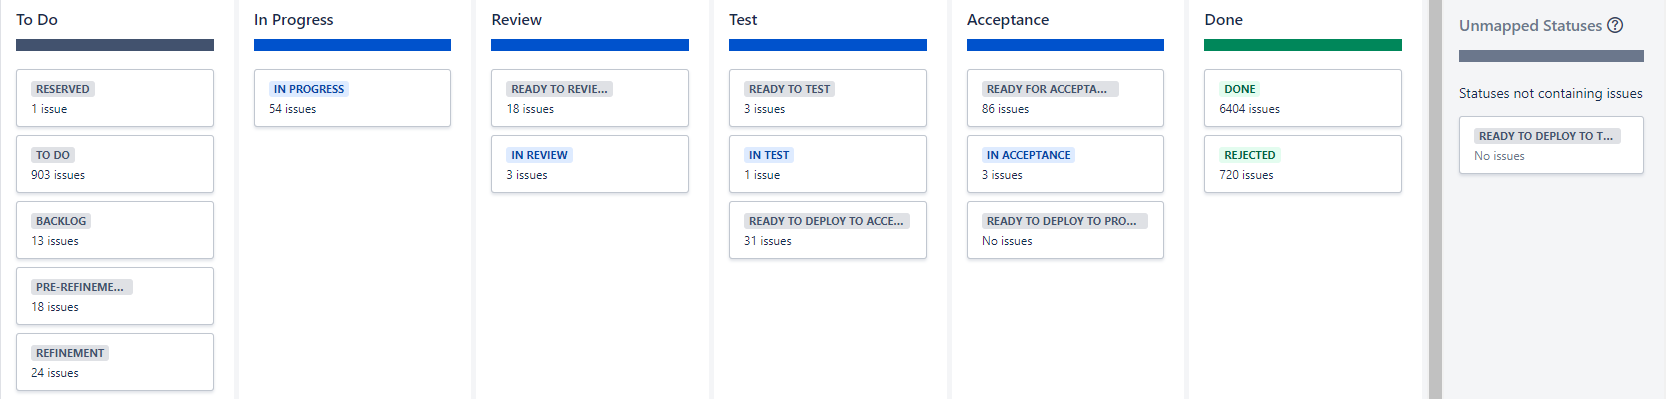 To Do
RESERVED
1 issue
TO DO
903 issues
BACKLOG
13 issues
PRE-REFINEME...
18 issues
REFINEMENT
24 issues
In Progress
IN PROGRESS
54 issues
Review
READY TO REVIE...
18 issues
IN REVIEW
3 issues
Test
READY TO TEST
3 issues
IN TEST
1 issue
READY TO DEPLOY TO ACCE...
31 issues
Acceptance
READY FOR ACCEPTA...
86 issues
IN ACCEPTANCE
3 issues
READY TO DEPLOY TO PRO...
No issues
Done
DONE
6404 issues
REJECTED
720 issues
Unmapped Statuses ?
Statuses not containing issues
READY TO DEPLOY TO T...
No issues